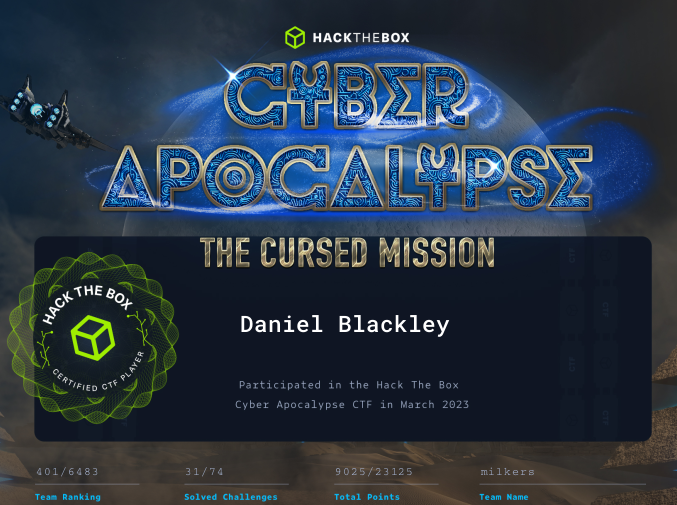 HACKTHEBOX
CYBER
APOCALYPSE
THE CURSED MISSION
HACK THE BOX
CERTIFIED CTF PLAYER
Daniel Blackley
Participated in the Hack The Box
Cyber Apocalypse CTF in March 2023
401/6483
31/74
9025/23125
milkers
Team Ranking
Solved Challenges
Total Points
Team Name